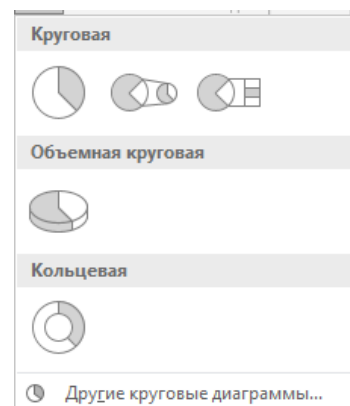 Круговая
Объемная круговая
Кольцевая
Другие круговые диаграммы...